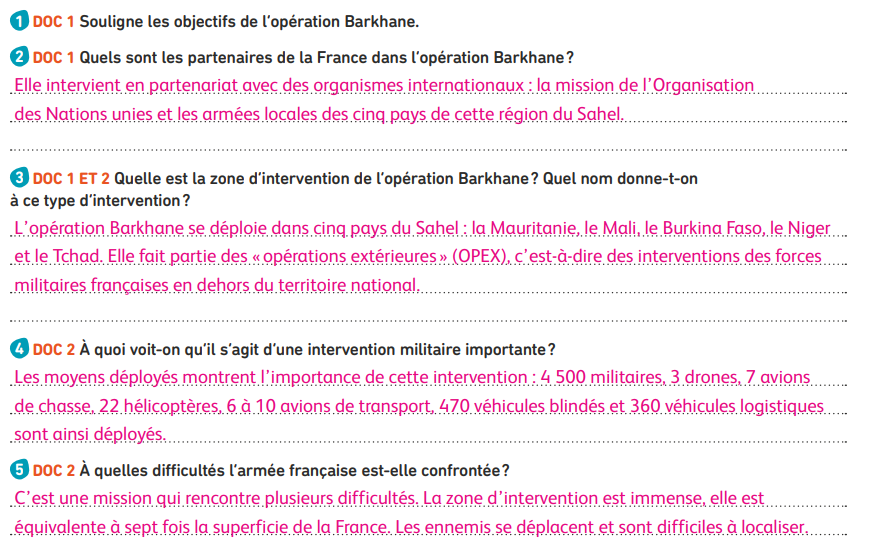 1 DOC 1 Souligne les objectifs de l'opération Barkhane.
2 DOC 1 Quels sont les partenaires de la France dans l'opération Barkhane ?
Elle intervient en partenariat avec des organismes internationaux : la mission de l'Organisation
des Nations unies et les armées locales des cinq pays de cette région du Sahel.
3 DOC 1 ET 2 Quelle est la zone d'intervention de l'opération Barkhane ? Quel nom donne-t-on
à ce type d'intervention ?
L'opération Barkhane se déploie dans cinq pays du Sahel : la Mauritanie, le Mali, le Burkina Faso, le Niger
et le Tchad. Elle fait partie des « opérations extérieures » (OPEX), c'est-à-dire des interventions des forces
militaires françaises en dehors du territoire national.
4 DOC 2 À quoi voit-on qu'il s'agit d'une intervention militaire importante ?
Les moyens déployés montrent l'importance de cette intervention : 4 500 militaires, 3 drones, 7 avions
de chasse, 22 hélicoptères, 6 à 10 avions de transport, 470 véhicules blindés et 360 véhicules logistiques
sont ainsi déployés.
5 DOC 2 À quelles difficultés l'armée française est-elle confrontée ?
C'est une mission qui rencontre plusieurs difficultés. La zone d'intervention est immense, elle est
équivalente à sept fois la superficie de la France. Les ennemis se déplacent et sont difficiles à localiser.